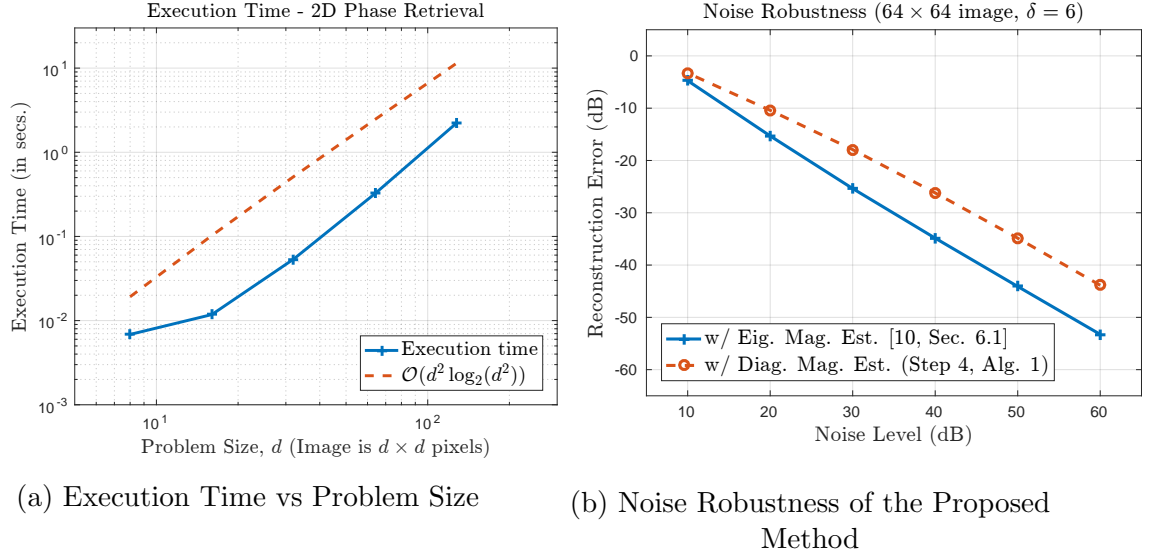 Execution Time - 2D Phase Retrieval
10^1
10^0
10^-1
10^-2
10^-3
Execution Time (in secs.)
Execution time
O(d^2 log_2(d^2))
10^1
10^2
Problem Size, d (Image is d × d pixels)
(a) Execution Time vs Problem Size
Noise Robustness (64 × 64 image, δ = 6)
0
-10
-20
-30
-40
-50
-60
Reconstruction Error (dB)
w/ Eig. Mag. Est. [10, Sec. 6.1]
w/ Diag. Mag. Est. (Step 4, Alg. 1)
10 20 30 40 50 60
Noise Level (dB)
(b) Noise Robustness of the Proposed
Method